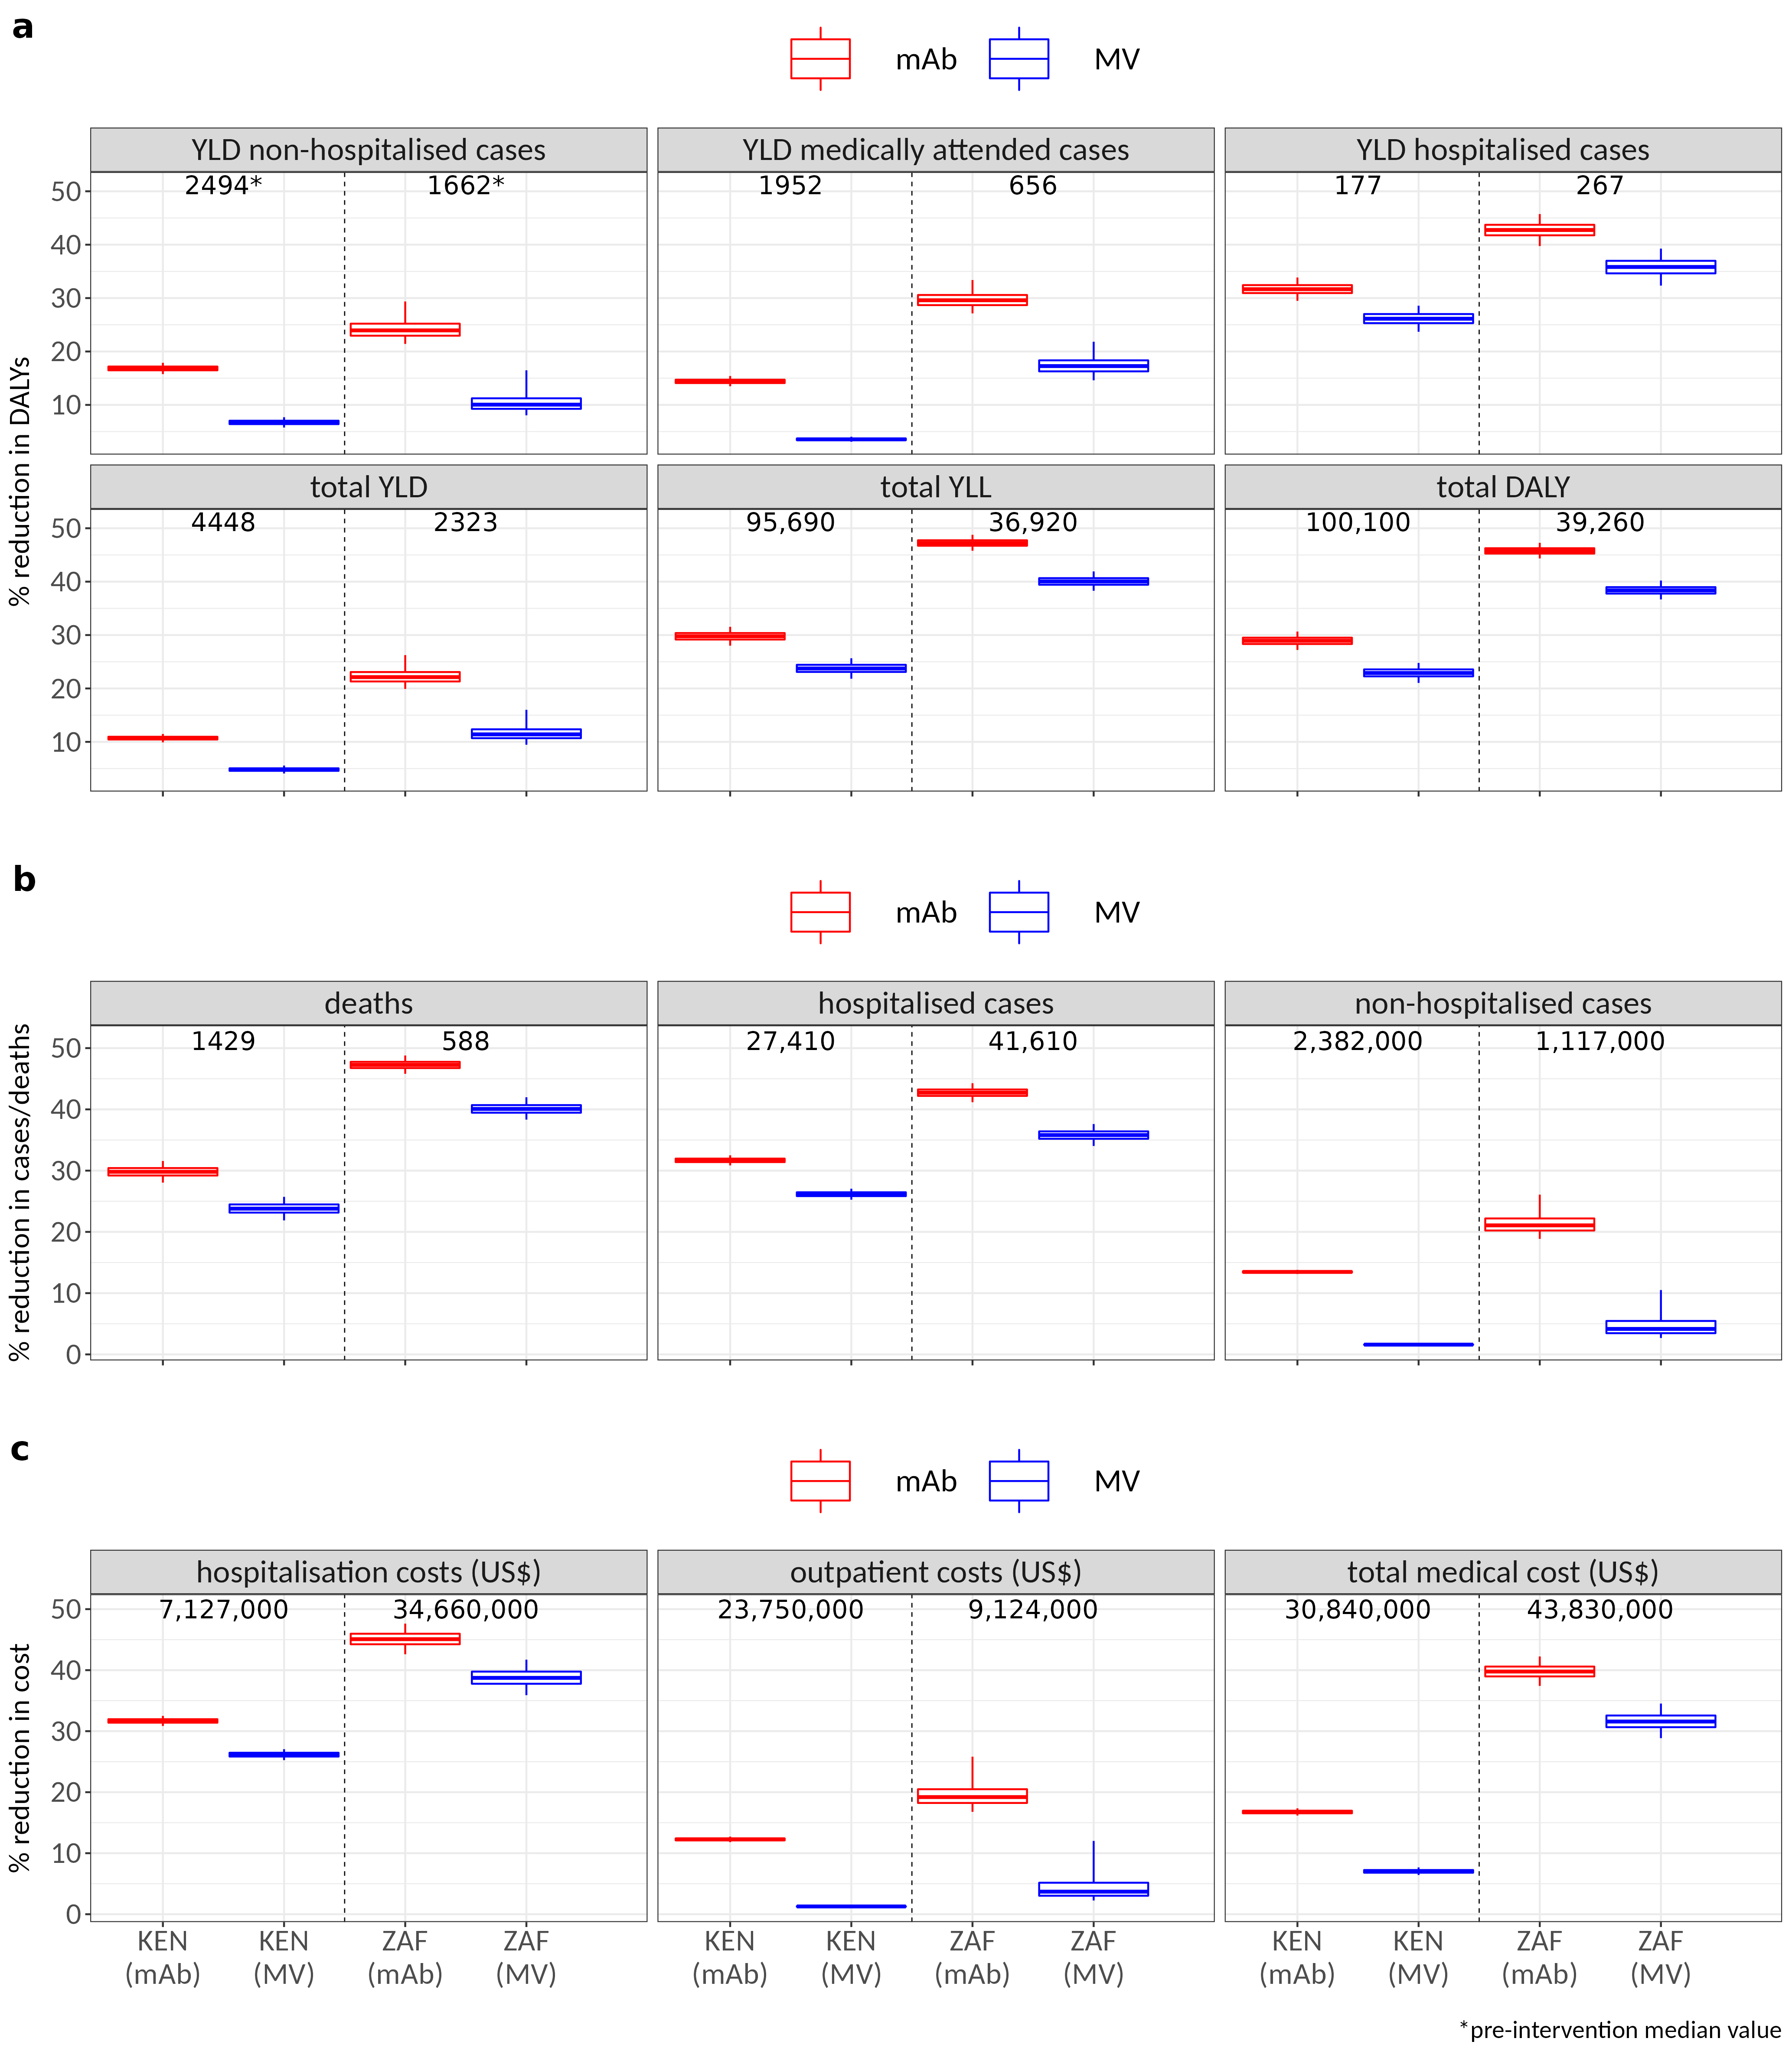 a
mAb MV
YLD non-hospitalised cases YLD medically attended cases YLD hospitalised cases
2494* 1662* 1952 656 177 267
50
40
30
20
10
% reduction in DALYs
total YLD total YLL total DALY
4448 2323 95,690 36,920 100,100 39,260
50
40
30
20
10
b
mAb MV
deaths hospitalised cases non-hospitalised cases
1429 588 27,410 41,610 2,382,000 1,117,000
50
40
30
20
10
0
% reduction in cases/deaths
c
mAb MV
hospitalisation costs (US$) outpatient costs (US$) total medical cost (US$)
7,127,000 34,660,000 23,750,000 9,124,000 30,840,000 43,830,000
50
40
30
20
10
0
% reduction in cost
KEN KEN ZAF ZAF KEN KEN ZAF ZAF KEN KEN ZAF ZAF
(mAb) (MV) (mAb) (MV) (mAb) (MV) (mAb) (MV) (mAb) (MV) (mAb) (MV)
*pre-intervention median value